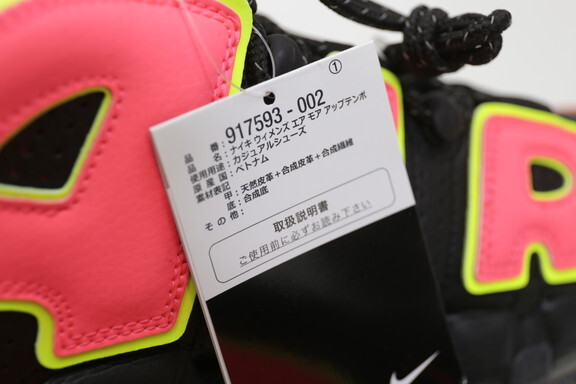 ①
品番：917593-002
品名：ナイキ ウィメンズ エア モア アップテンポ
使用用途：カジュアルシューズ
原産国：ベトナム
素材表記 甲：天然皮革＋合成皮革＋合成繊維
底：合成底
その他：
取扱説明書
ご使用前に必ずお読み下さい